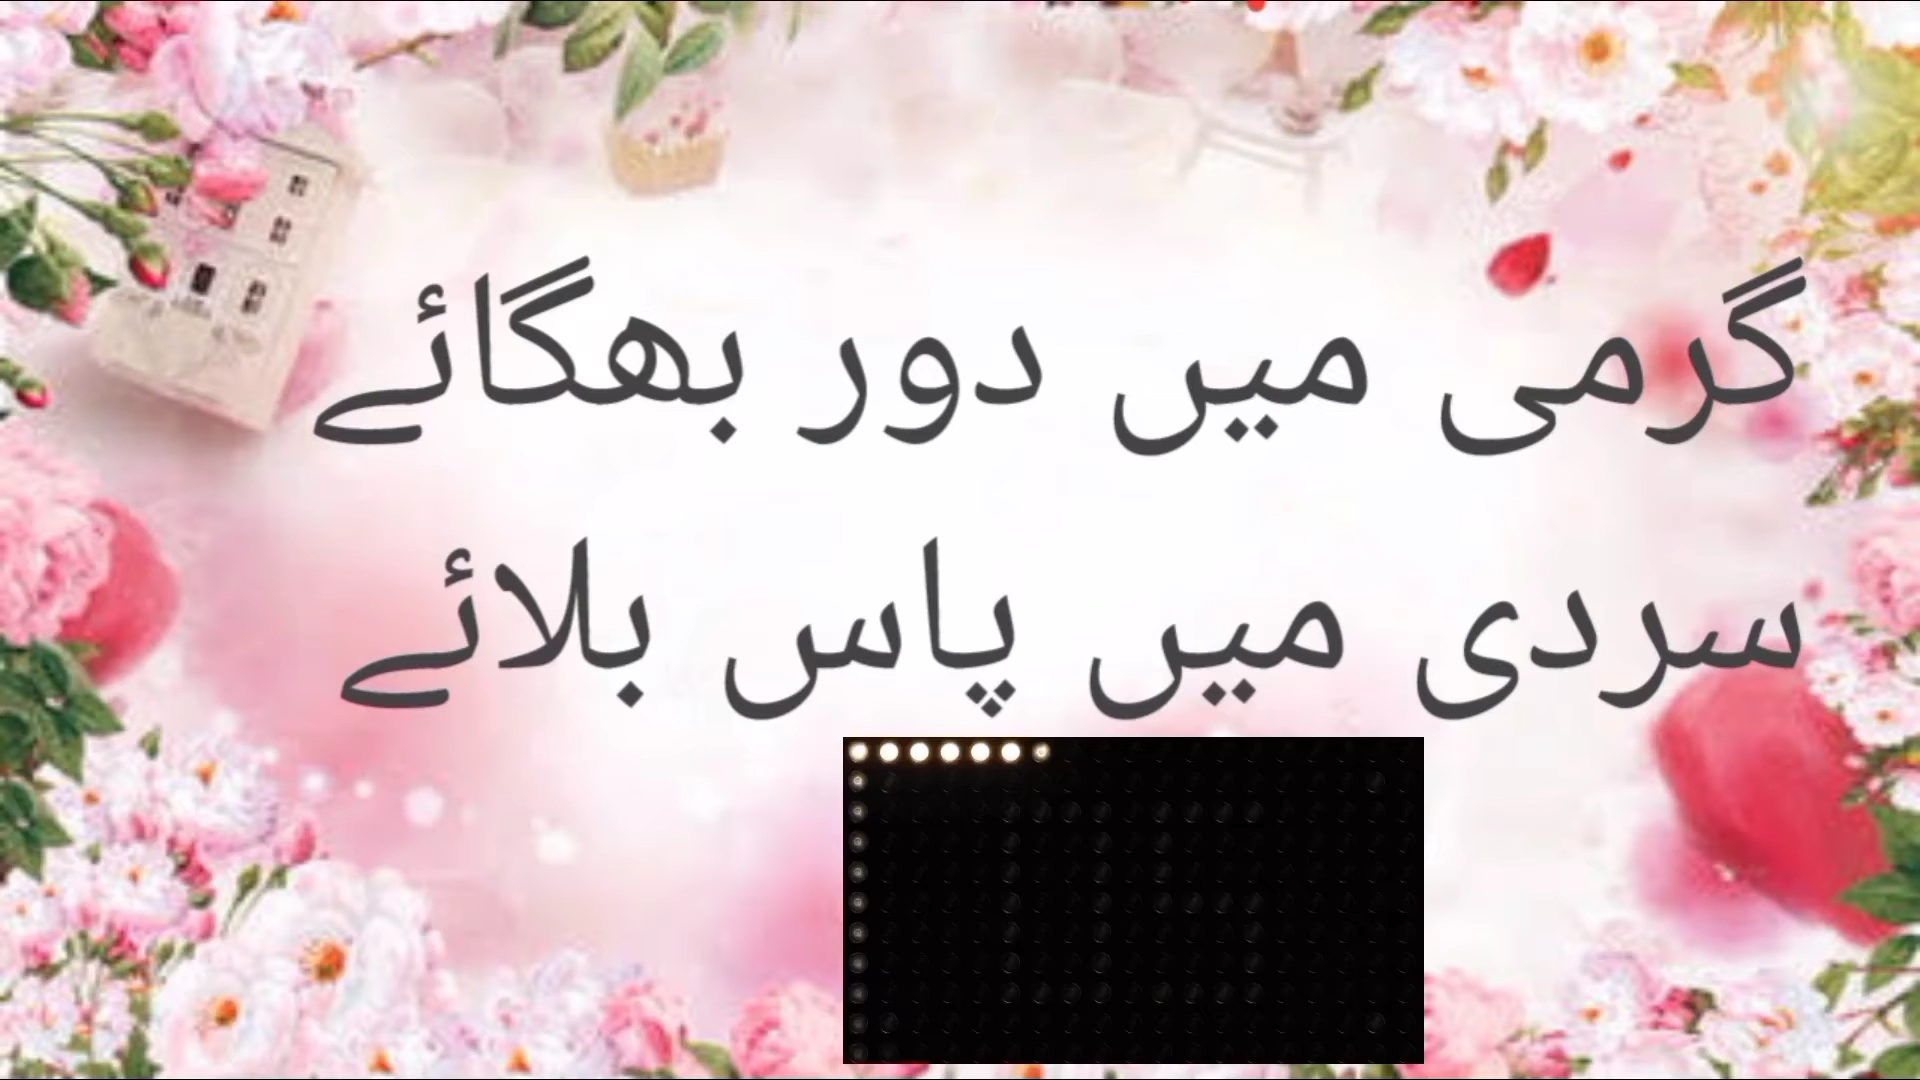 گرمی میں دور بھگائے
سردی میں پاس بلائے